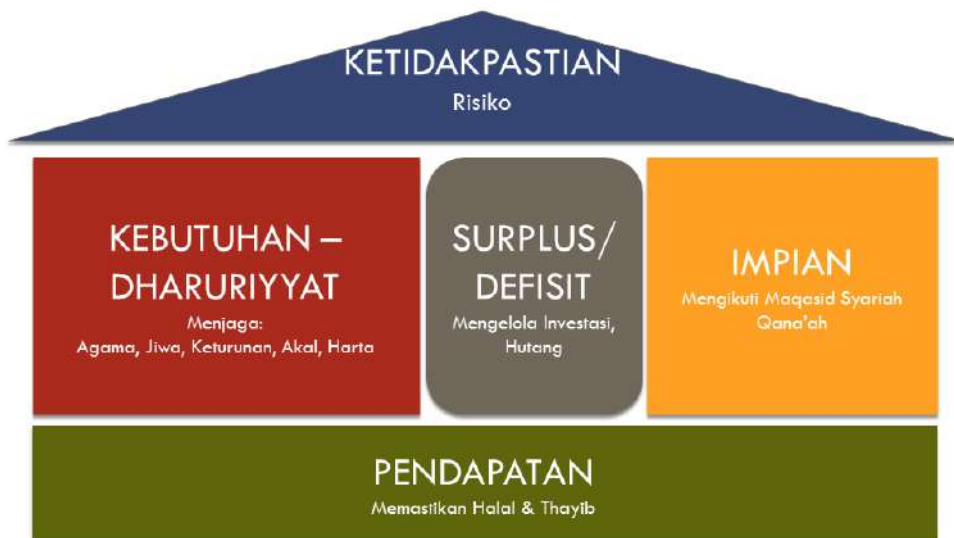 KETIDAKPASTIAN
Risiko
KEBUTUHAN –
DHARURIYYAT
Menjaga:
Agama, Jiwa, Keturunan, Akal, Harta
SURPLUS/
DEFISIT
Mengelola Investasi,
Hutang
IMPIAN
Mengikuti Maqasid Syariah
Qana'ah
PENDAPATAN
Memastikan Halal & Thayib